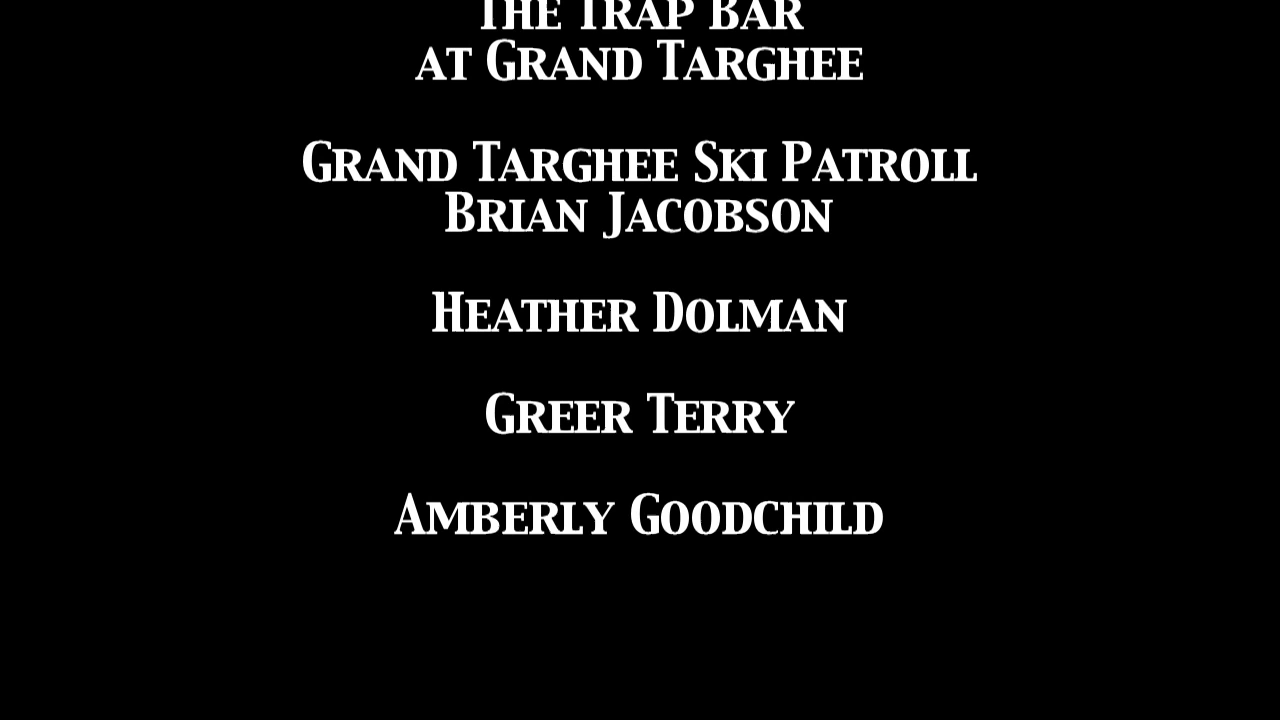 The Trap Bar
at Grand Targhee
Grand Targhee Ski Patroll
Brian Jacobson
Heather Dolman
Greer Terry
Amberly Goodchild